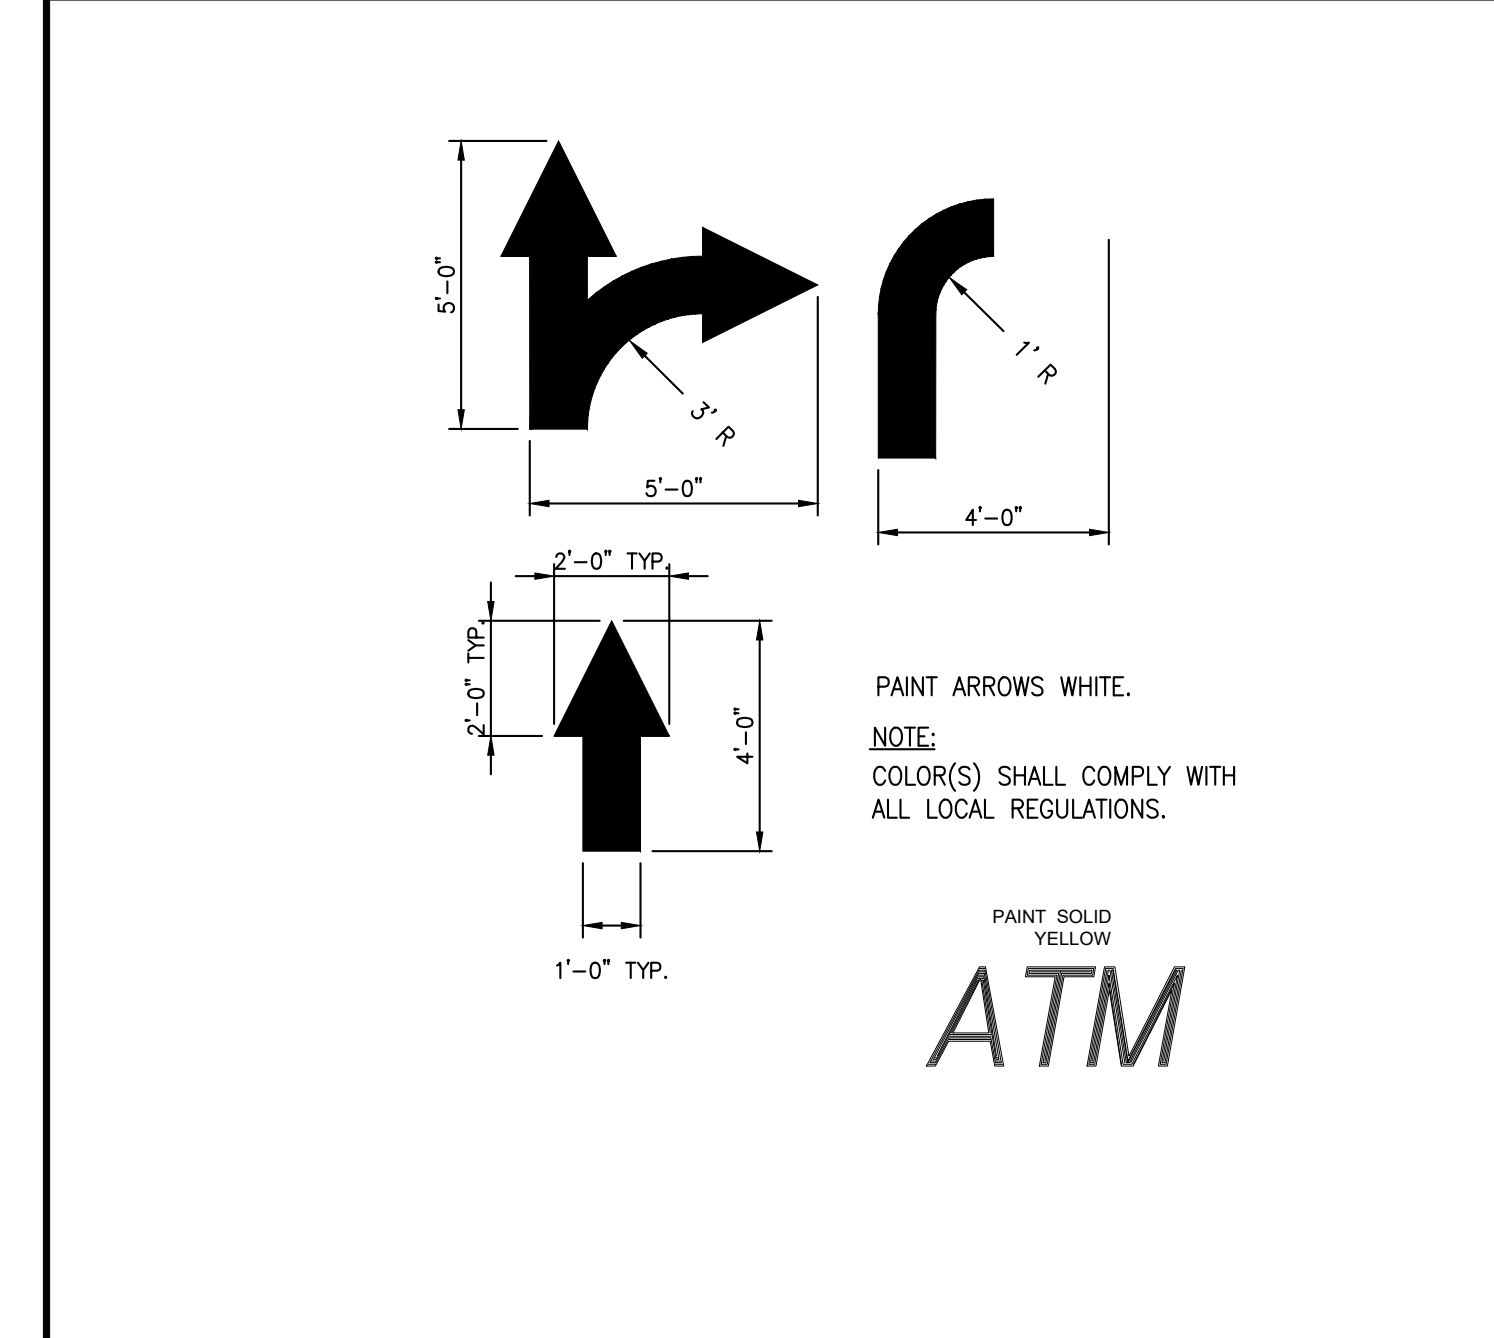 5'-0"
3' R
5'-0"
1' R
4'-0"
2'-0" TYP.
2'-0" TYP.
4'-0"
1'-0" TYP.
PAINT ARROWS WHITE.
NOTE:
COLOR(S) SHALL COMPLY WITH
ALL LOCAL REGULATIONS.
PAINT SOLID
YELLOW
ATM